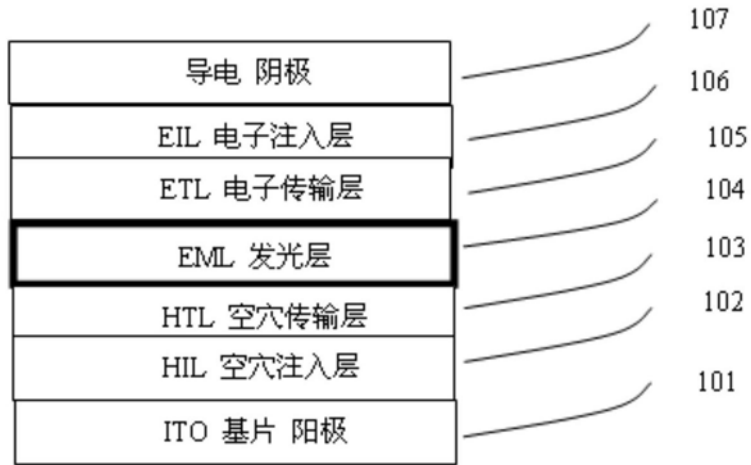 107
导电 阴极
106
EIL 电子注入层
105
ETL 电子传输层
104
EML 发光层
103
HTL 空穴传输层
102
HIL 空穴注入层
101
ITO 基片 阳极